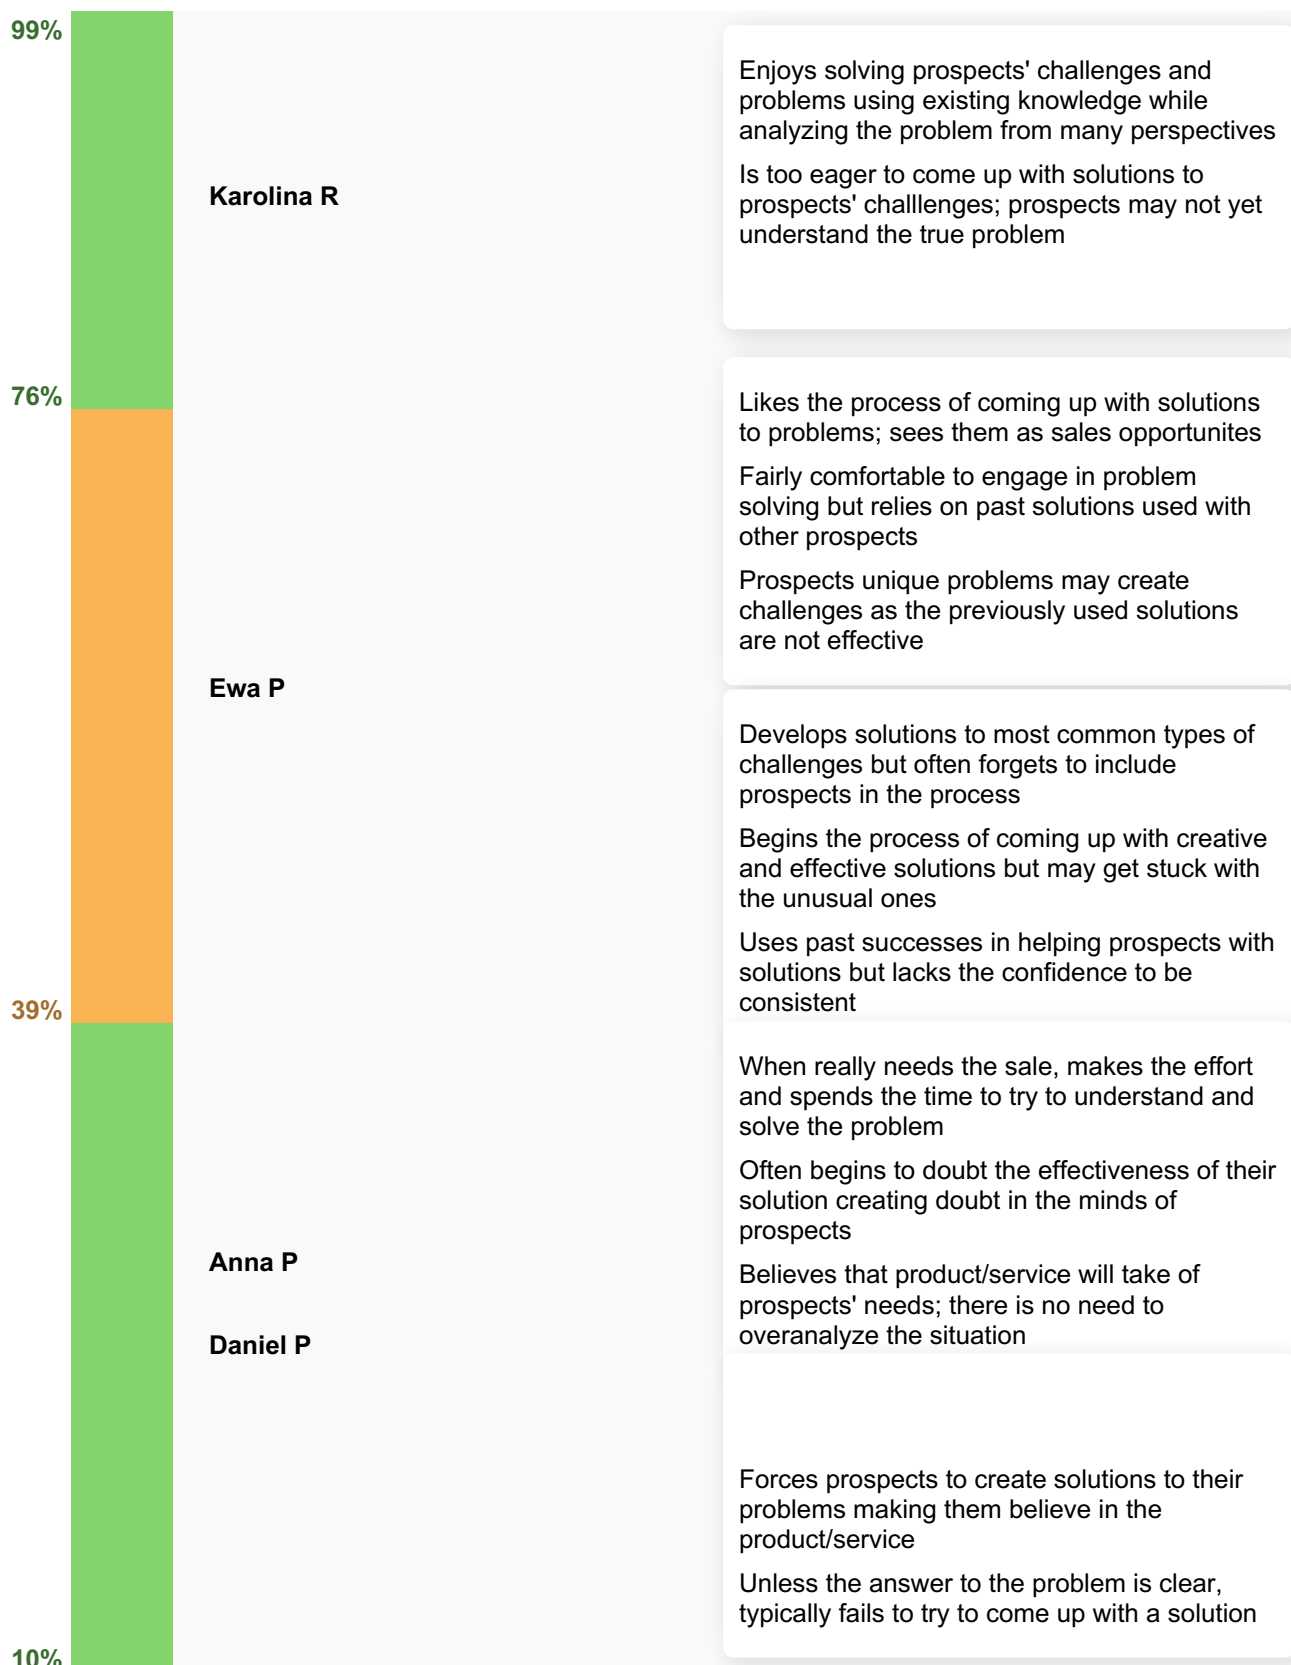 99%
Enjoys solving prospects' challenges and
problems using existing knowledge while
analyzing the problem from many perspectives
Is too eager to come up with solutions to
prospects' challlenges; prospects may not yet
understand the true problem
Karolina R
76%
Likes the process of coming up with solutions
to problems; sees them as sales opportunites
Fairly comfortable to engage in problem
solving but relies on past solutions used with
other prospects
Prospects unique problems may create
challenges as the previously used solutions
are not effective
Ewa P
Develops solutions to most common types of
challenges but often forgets to include
prospects in the process
Begins the process of coming up with creative
and effective solutions but may get stuck with
the unusual ones
Uses past successes in helping prospects with
solutions but lacks the confidence to be
consistent
39%
When really needs the sale, makes the effort
and spends the time to try to understand and
solve the problem
Often begins to doubt the effectiveness of their
solution creating doubt in the minds of
prospects
Anna P
Believes that product/service will take of
prospects' needs; there is no need to
overanalyze the situation
Daniel P
Forces prospects to create solutions to their
problems making them believe in the
product/service
Unless the answer to the problem is clear,
typically fails to try to come up with a solution
10%